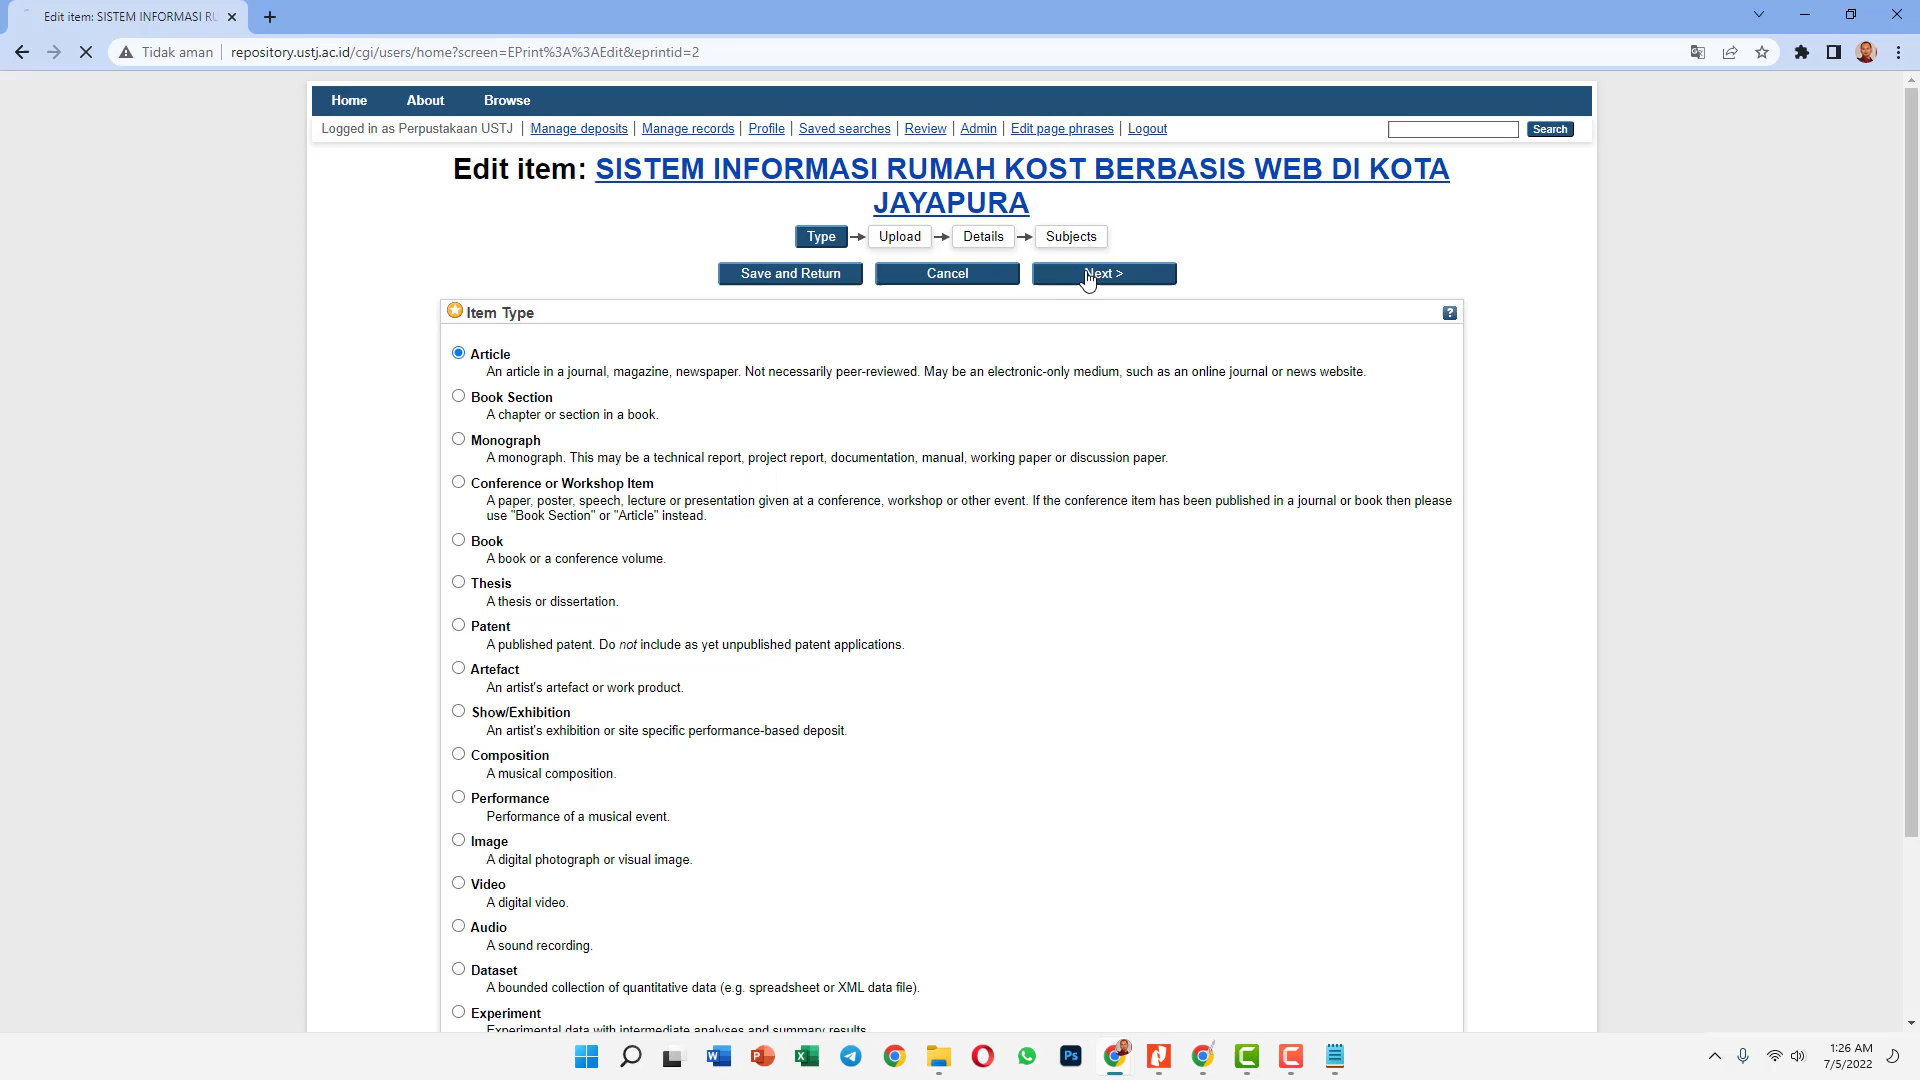 Edit item: SISTEM INFORMASI RU
Tidak aman
repository.ustj.ac.id/cgi/users/home?screen=EPrint%3A%3AEdit&eprintid=2
Home About Browse
Logged in as Perpustakaan USTJ | Manage deposits | Manage records | Profile | Saved searches | Review | Admin | Edit page phrases | Logout
Search
Edit item: SISTEM INFORMASI RUMAH KOST BERBASIS WEB DI KOTA
JAYAPURA
Type Upload Details Subjects
Save and Return Cancel Next >
Item Type ?
Article
An article in a journal, magazine, newspaper. Not necessarily peer-reviewed. May be an electronic-only medium, such as an online journal or news website.
Book Section
A chapter or section in a book.
Monograph
A monograph. This may be a technical report, project report, documentation, manual, working paper or discussion paper.
Conference or Workshop Item
A paper, poster, speech, lecture or presentation given at a conference, workshop or other event. If the conference item has been published in a journal or book then please
use "Book Section" or "Article" instead.
Book
A book or a conference volume.
Thesis
A thesis or dissertation.
Patent
A published patent. Do not include as yet unpublished patent applications.
Artefact
An artist's artefact or work product.
Show/Exhibition
An artist's exhibition or site specific performance-based deposit.
Composition
A musical composition.
Performance
Performance of a musical event.
Image
A digital photograph or visual image.
Video
A digital video.
Audio
A sound recording.
Dataset
A bounded collection of quantitative data (e.g. spreadsheet or XML data file).
Experiment
Experimental data with intermediate analyses and summary results.
Ps
1:26 AM
7/5/2022